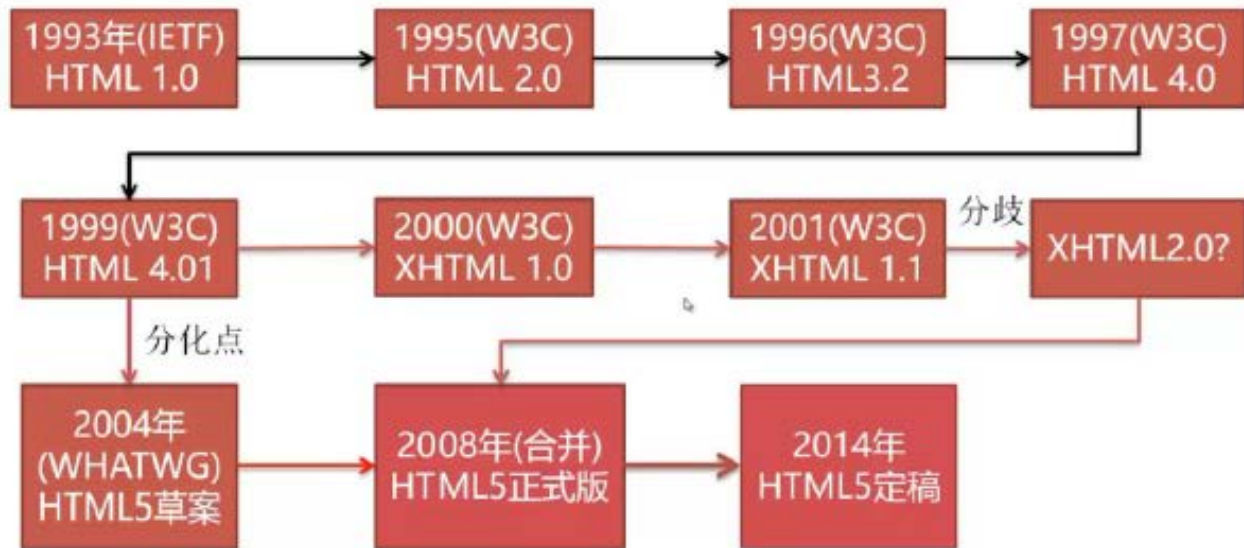 1993年(IETF)
HTML 1.0
1995(W3C)
HTML 2.0
1996(W3C)
HTML3.2
1997(W3C)
HTML 4.0
1999(W3C)
HTML 4.01
2000(W3C)
XHTML 1.0
2001(W3C)
XHTML 1.1
分歧
XHTML2.0?
分化点
2004年
(WHATWG)
HTML5草案
2008年(合并)
HTML5正式版
2014年
HTML5定稿